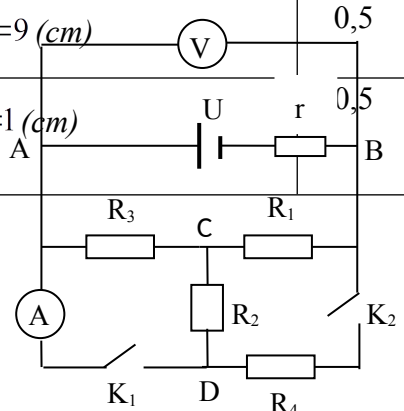 =9 (cm)
0,5
V
=1 (cm)
0,5
U
r
A
B
R₃
C
R₁
A
R₂
K₂
K₁
D
R₄